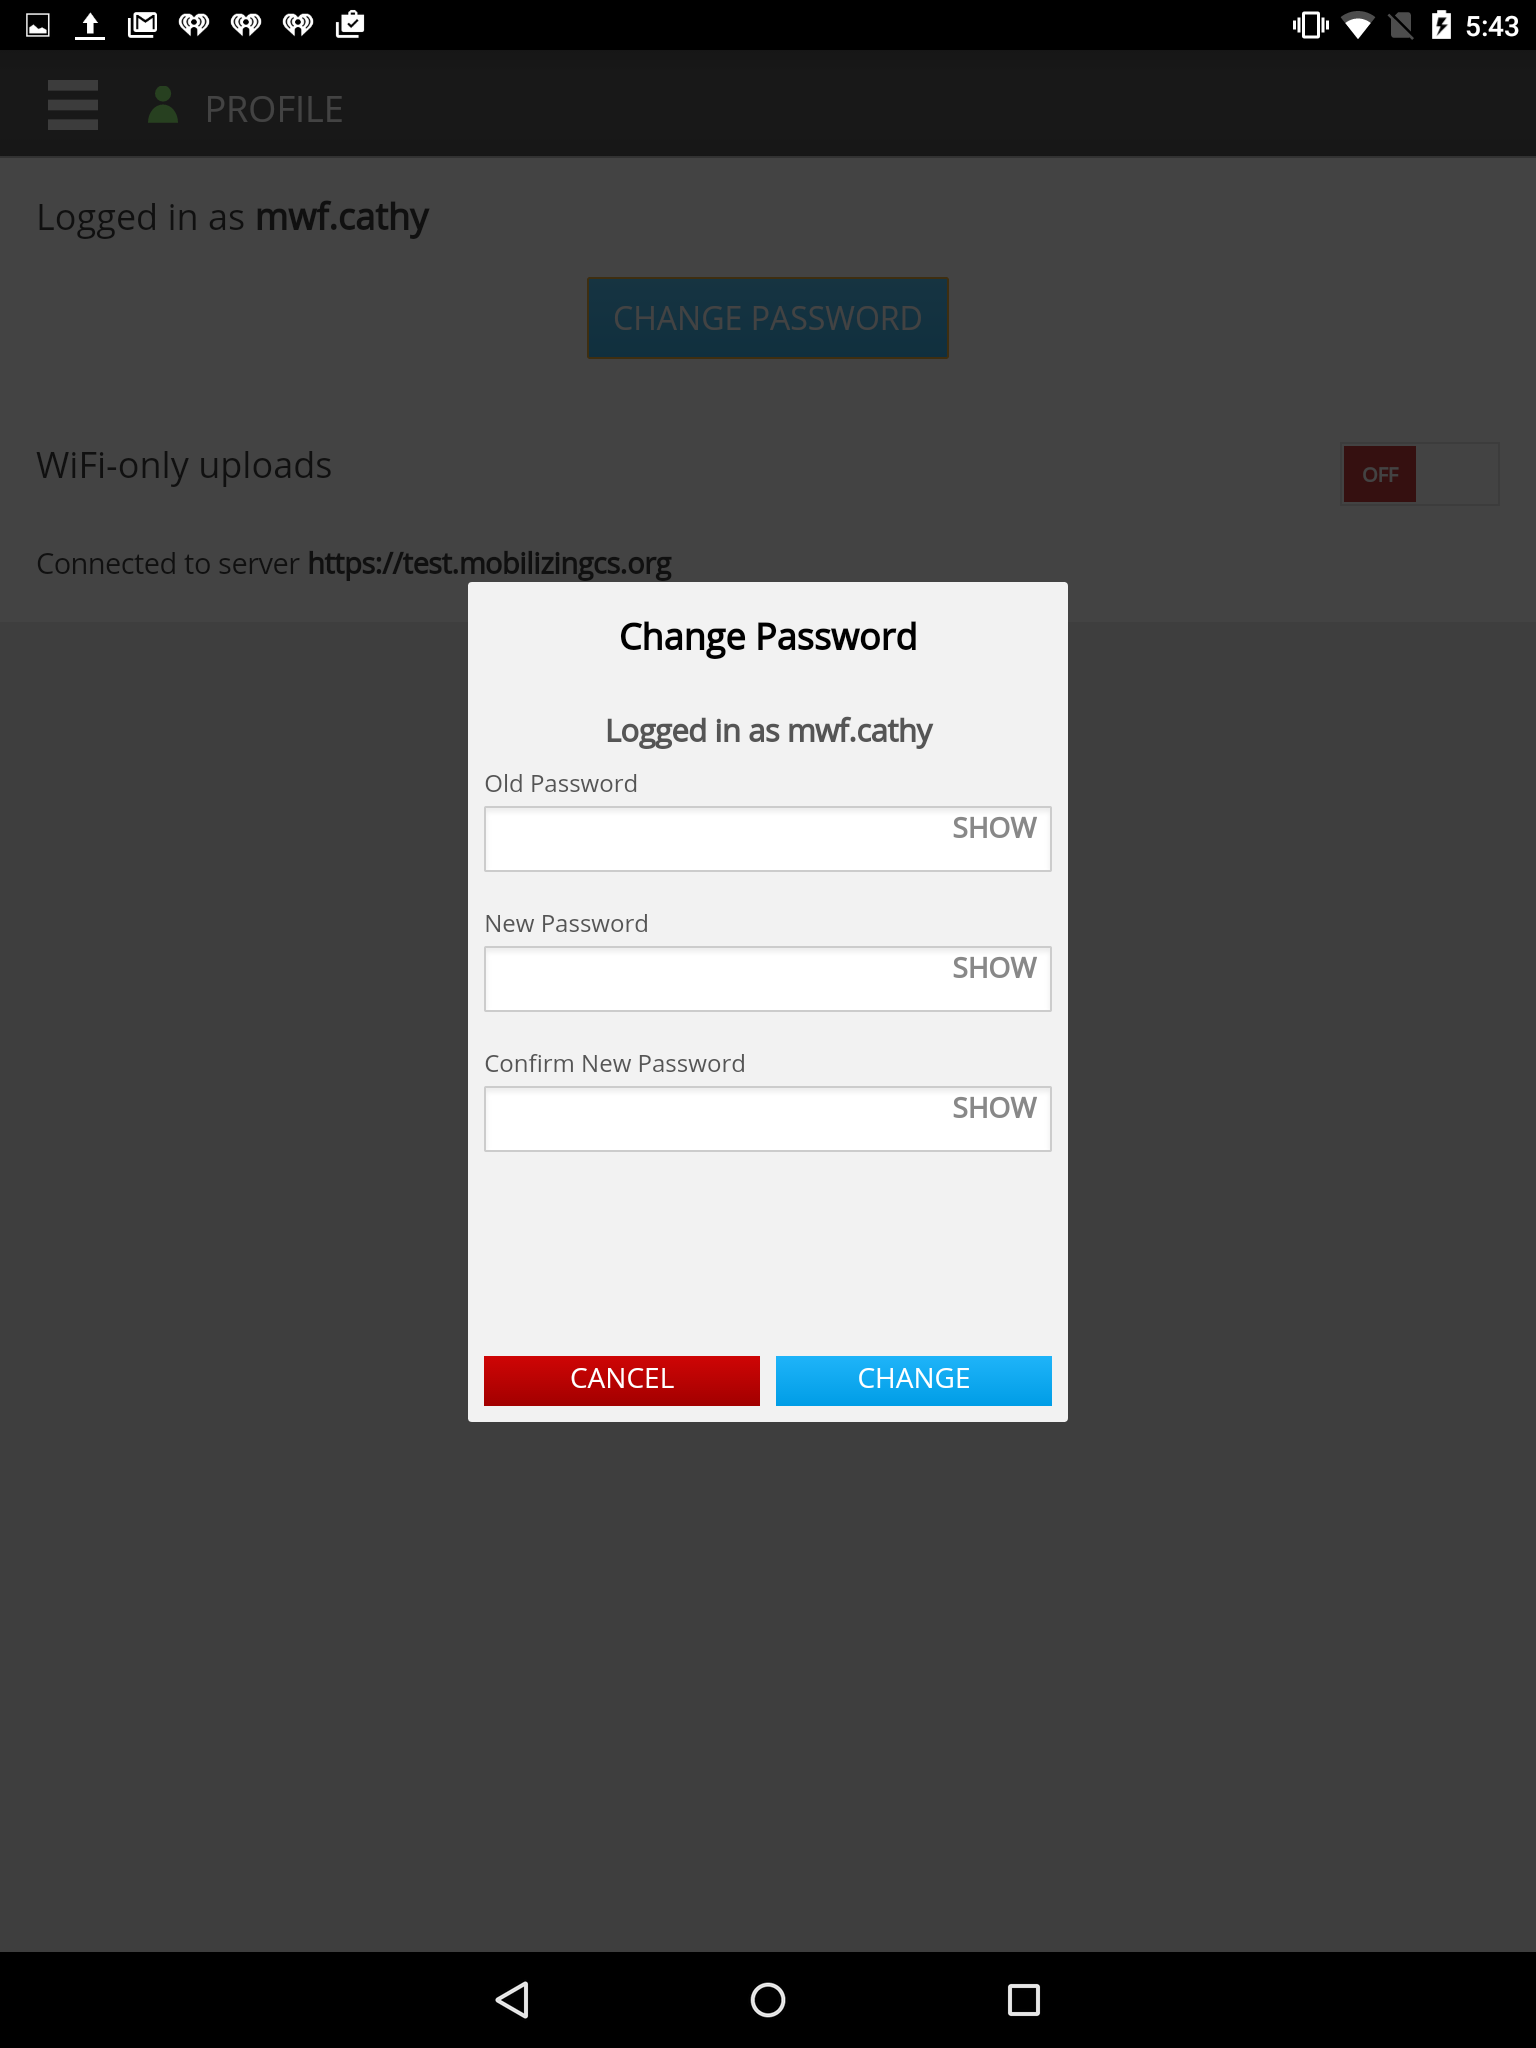 5:43
PROFILE
Logged in as mwf.cathy
CHANGE PASSWORD
WiFi-only uploads
OFF
Connected to server https://test.mobilizingcs.org
Change Password
Logged in as mwf.cathy
Old Password
SHOW
New Password
SHOW
Confirm New Password
SHOW
CANCEL CHANGE